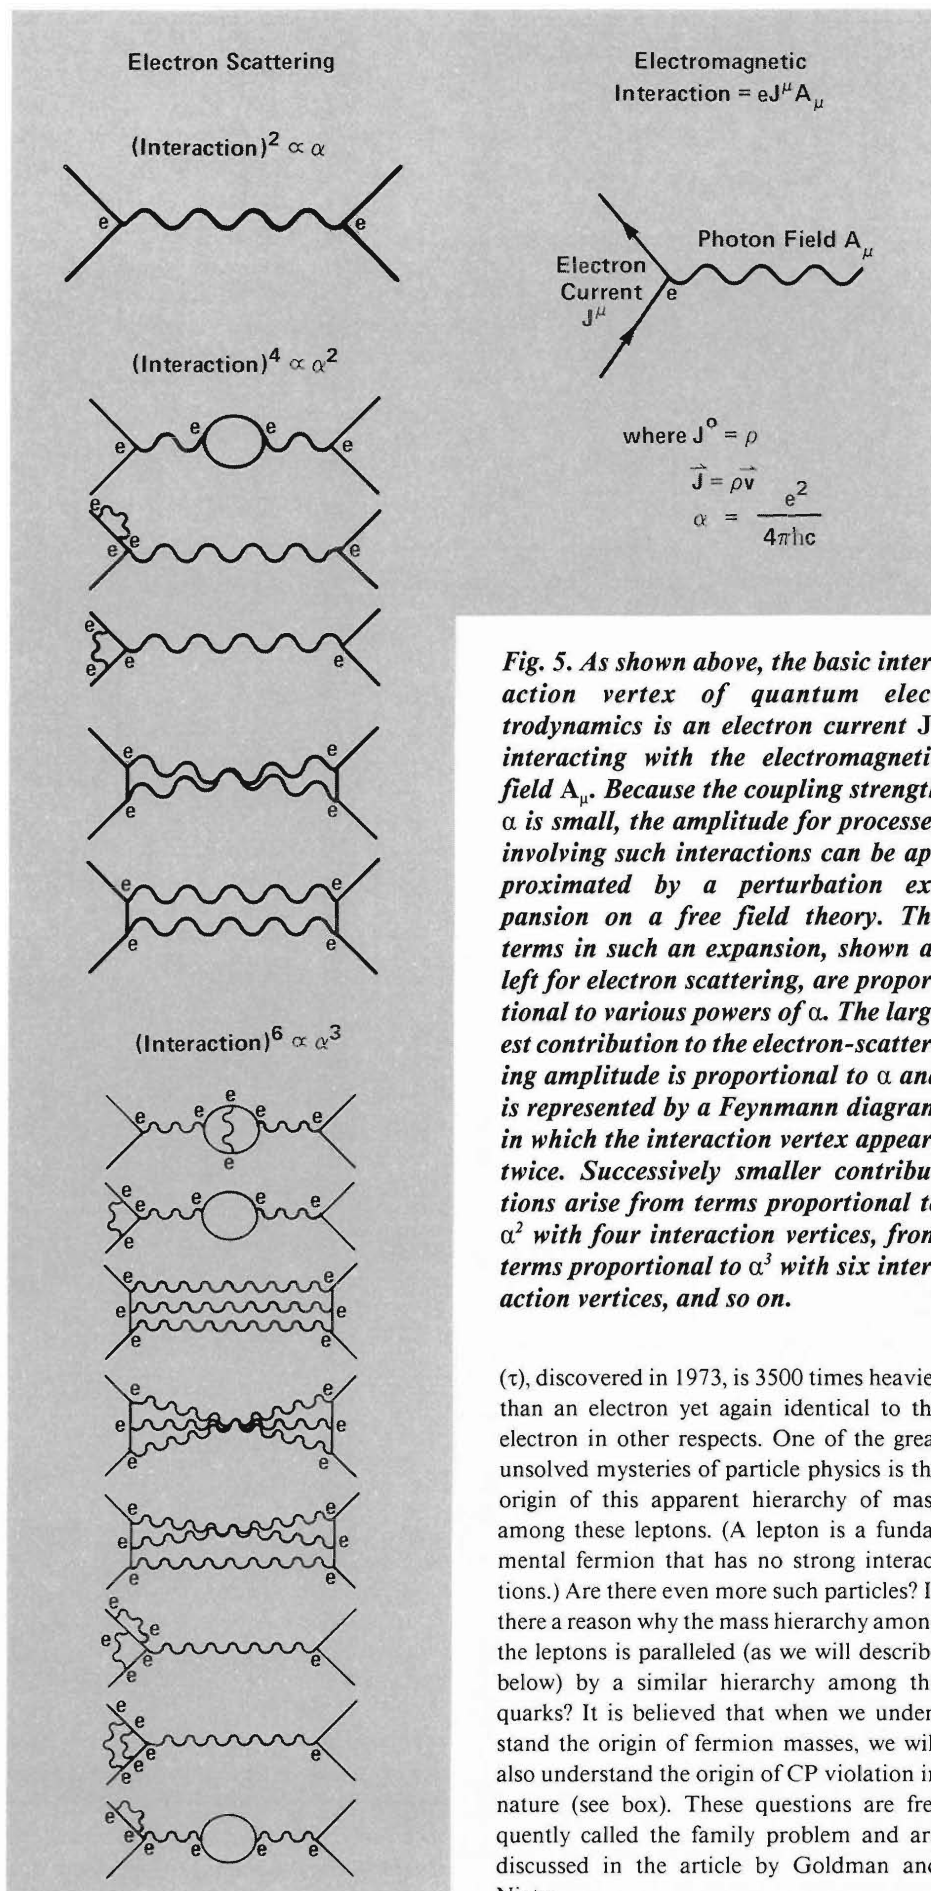 Electron Scattering
(Interaction)² ∝ α
e e
(Interaction)⁴ ∝ α²
e e e e
e
e e e
e
e e e
e e
e e
e e
e e
(Interaction)⁶ ∝ α³
e
e e e e
e
e e e e e
e
e e
e e
e e
e e
e e
e e
e e
e e
e e
e
e e e
e e
e
e e e
e e
e
e e e e e
Electromagnetic
Interaction = eJ^μ A_μ
Photon Field A_μ
Electron
Current
J^μ
e
where J⁰ = ρ
J⃗ = ρv⃗
α = e² / 4πħc
Fig. 5. As shown above, the basic inter
action vertex of quantum elec
trodynamics is an electron current J
interacting with the electromagneti
field A_μ. Because the coupling strengt
α is small, the amplitude for processe
involving such interactions can be ap
proximated by a perturbation ex
pansion on a free field theory. Th
terms in such an expansion, shown a
left for electron scattering, are propor
tional to various powers of α. The larg
est contribution to the electron-scatter
ing amplitude is proportional to α an
is represented by a Feynmann diagram
in which the interaction vertex appear
twice. Successively smaller contribu
tions arise from terms proportional t
α² with four interaction vertices, from
terms proportional to α³ with six inter
action vertices, and so on.
(τ), discovered in 1973, is 3500 times heavie
than an electron yet again identical to th
electron in other respects. One of the grea
unsolved mysteries of particle physics is th
origin of this apparent hierarchy of mas
among these leptons. (A lepton is a funda
mental fermion that has no strong interac
tions.) Are there even more such particles? I
there a reason why the mass hierarchy amon
the leptons is paralleled (as we will describ
below) by a similar hierarchy among th
quarks? It is believed that when we under
stand the origin of fermion masses, we wil
also understand the origin of CP violation in
nature (see box). These questions are fre
quently called the family problem and ar
discussed in the article by Goldman and